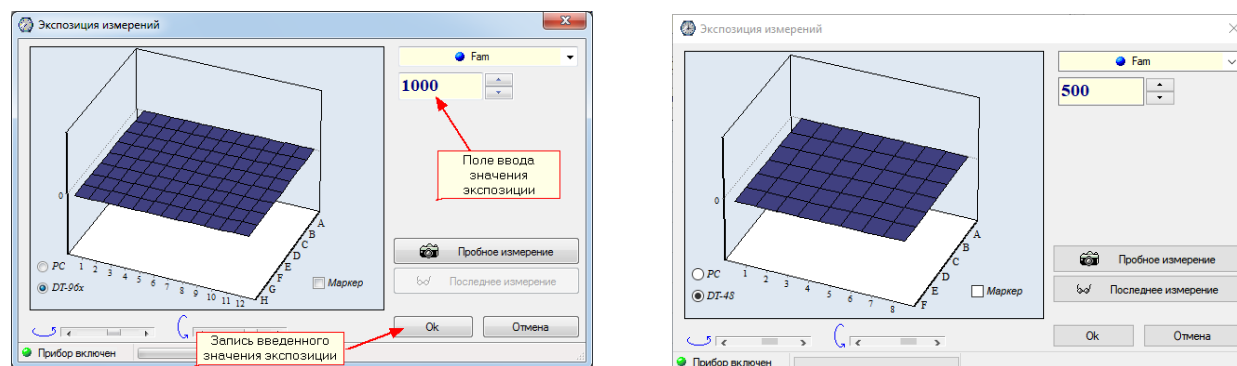 Экспозиция измерений
Fam
1000
Поле ввода
значения
экспозиции
0
A
B
C
D
E
F
G
H
1 2 3 4 5 6 7 8 9 10 11 12
PC
DT-96x
Маркер
Пробное измерение
Последнее измерение
Ok
Отмена
Запись введенного
значения экспозиции
Прибор включен
Экспозиция измерений
Fam
500
0
A
B
C
D
E
F
1 2 3 4 5 6 7 8
PC
DT-48
Маркер
Пробное измерение
Последнее измерение
Ok
Отмена
Прибор включен